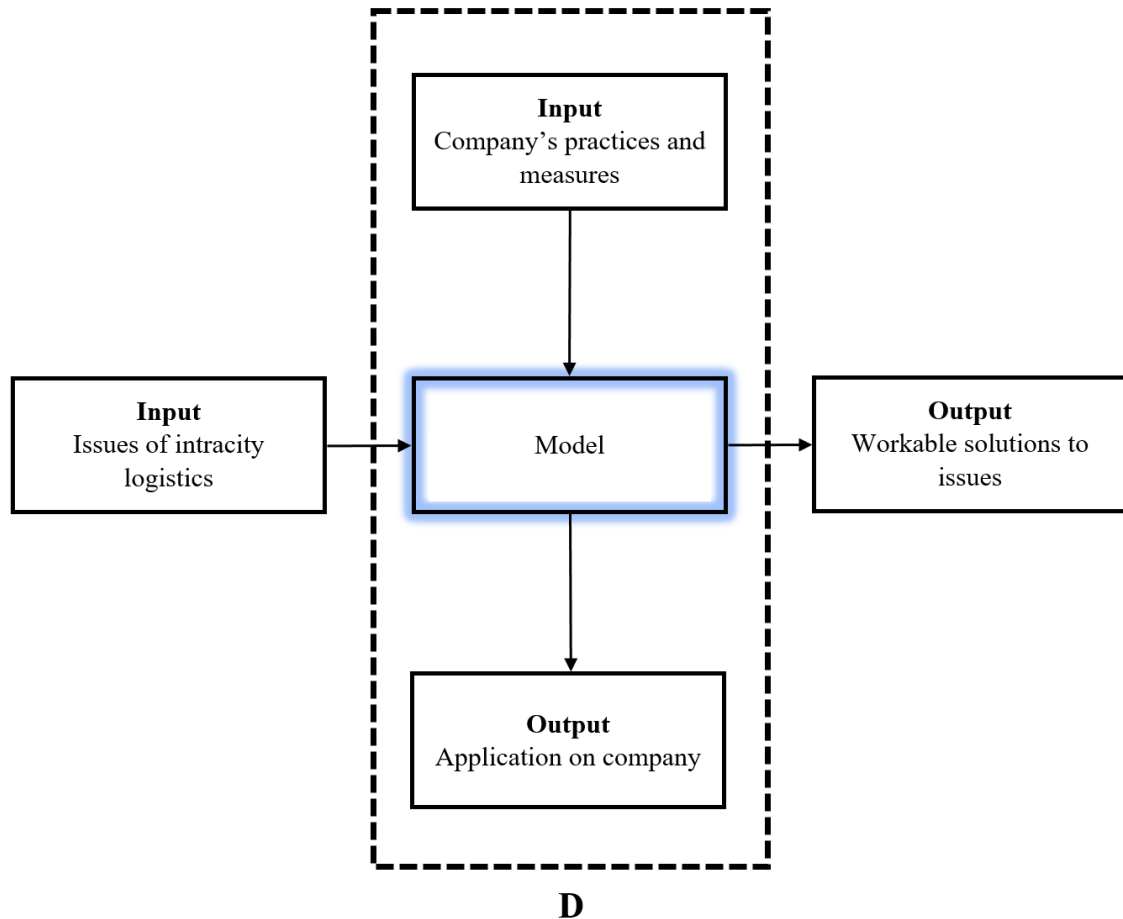 Input
Company’s practices and
measures
Input
Issues of intracity
logistics
Model
Output
Workable solutions to
issues
Output
Application on company
D